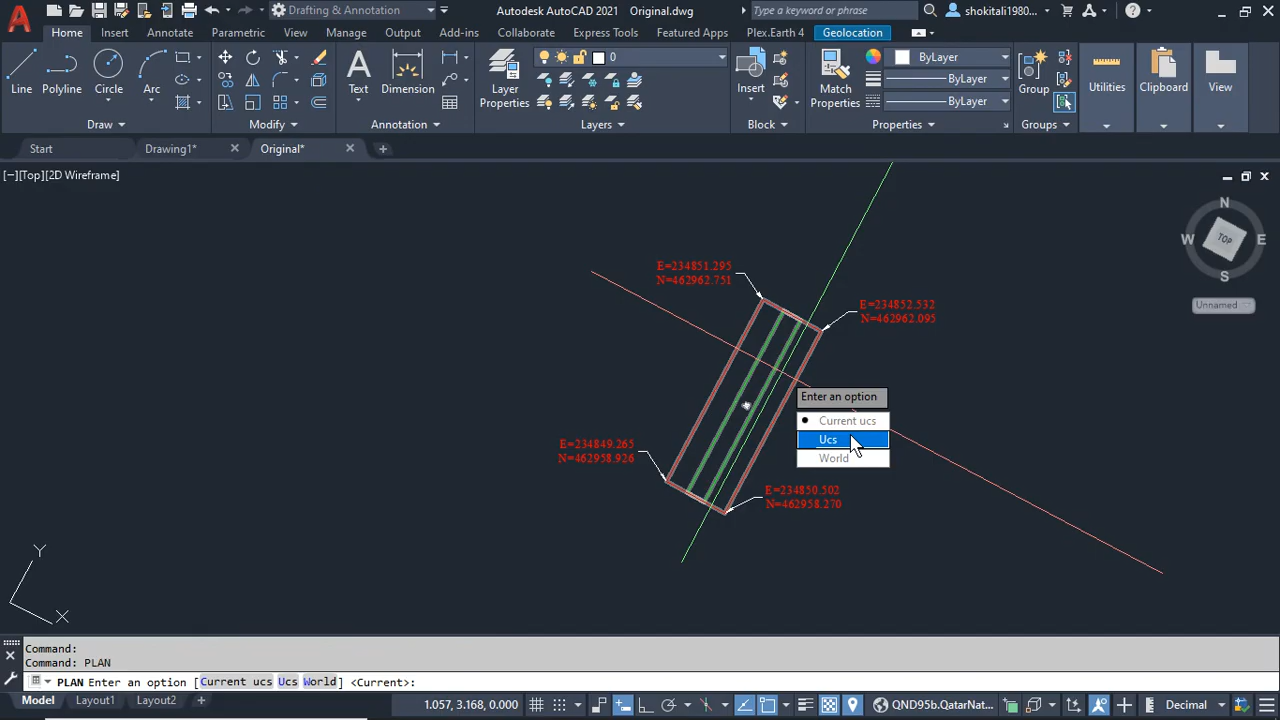 Drafting & Annotation
Autodesk AutoCAD 2021 Original.dwg
Type a keyword or phrase
shokitali1980...
Home Insert Annotate Parametric View Manage Output Add-ins Collaborate Express Tools Featured Apps Plex.Earth 4 Geolocation
Line Polyline Circle Arc
Text Dimension
Layer Properties
0
Insert
Match Properties
ByLayer
ByLayer
ByLayer
Group Utilities Clipboard View
Draw Modify Annotation Layers Block Properties Groups
Start Drawing1* Original*
[−][Top][2D Wireframe]
N
W TOP E
S
Unnamed
E=234851.295
N=462962.751
E=234852.532
N=462962.095
E=234849.265
N=462958.926
E=234850.502
N=462958.270
Enter an option
Current ucs
Ucs
World
Y
X
Command:
Command: PLAN
PLAN Enter an option [Current ucs Ucs World] <Current>:
Model Layout1 Layout2
1.057, 3.168, 0.000
QND95b.QatarNat...
Decimal